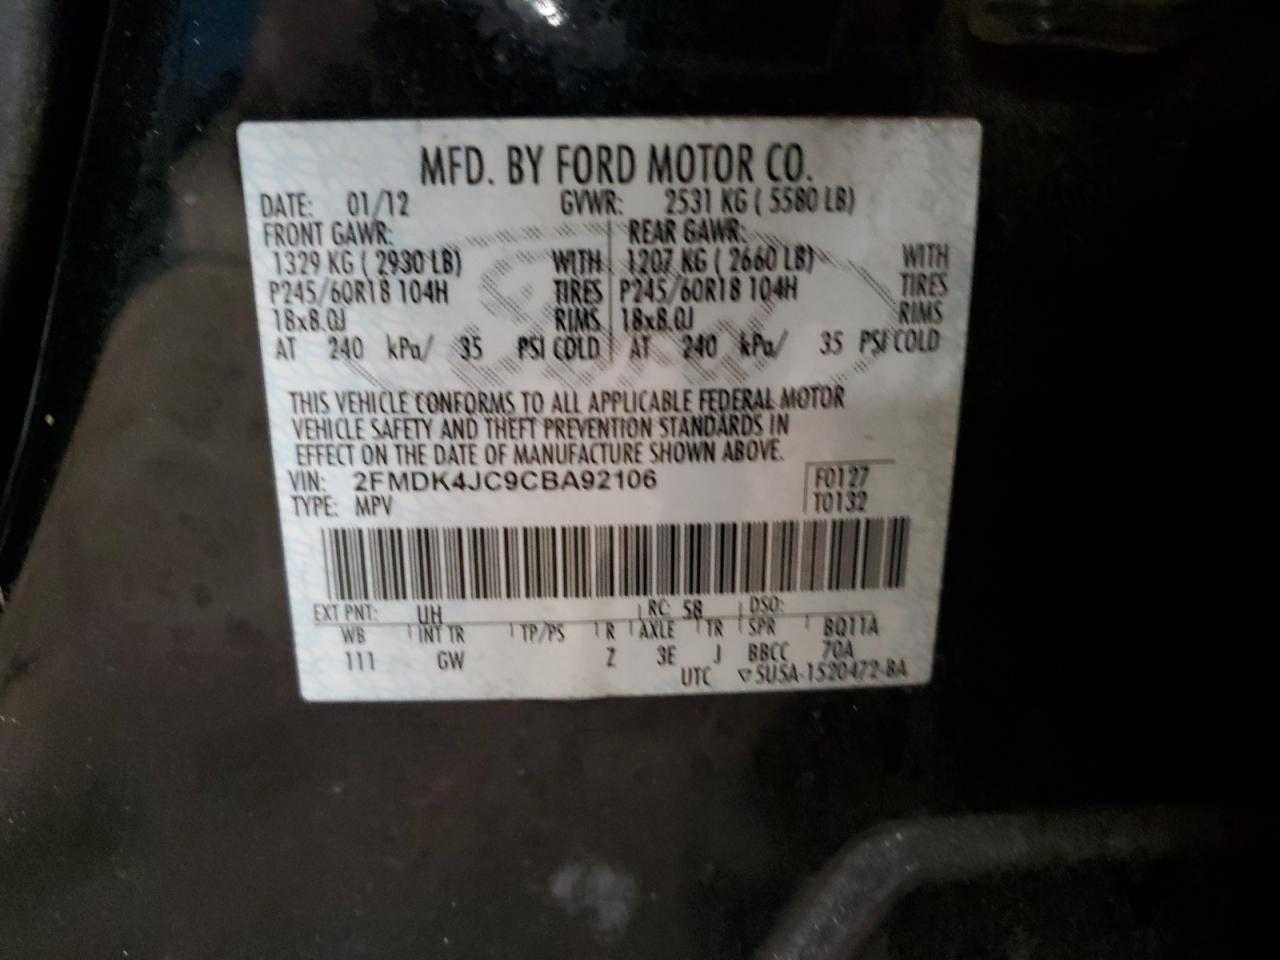 MFD. BY FORD MOTOR CO.
DATE: 01/12 GVWR: 2531 KG ( 5580 LB)
FRONT GAWR: REAR GAWR:
1329 KG ( 2930 LB) WITH 1207 KG ( 2660 LB) WITH
P245/60R18 104H TIRES P245/60R18 104H TIRES
18x8.0J RIMS 18x8.0J RIMS
AT 240 kPa/ 35 PSI COLD AT 240 kPa/ 35 PSI COLD
THIS VEHICLE CONFORMS TO ALL APPLICABLE FEDERAL MOTOR
VEHICLE SAFETY AND THEFT PREVENTION STANDARDS IN
EFFECT ON THE DATE OF MANUFACTURE SHOWN ABOVE.
VIN: 2FMDK4JC9CBA92106 F0127
TYPE: MPV T0132
EXT PNT: UH RC: 58 DSO:
WB INT TR TP/PS R AXLE TR SPR BQ11A
111 GW Z 3E J BBCC 70A
UTC ▽5U5A-1520472-BA